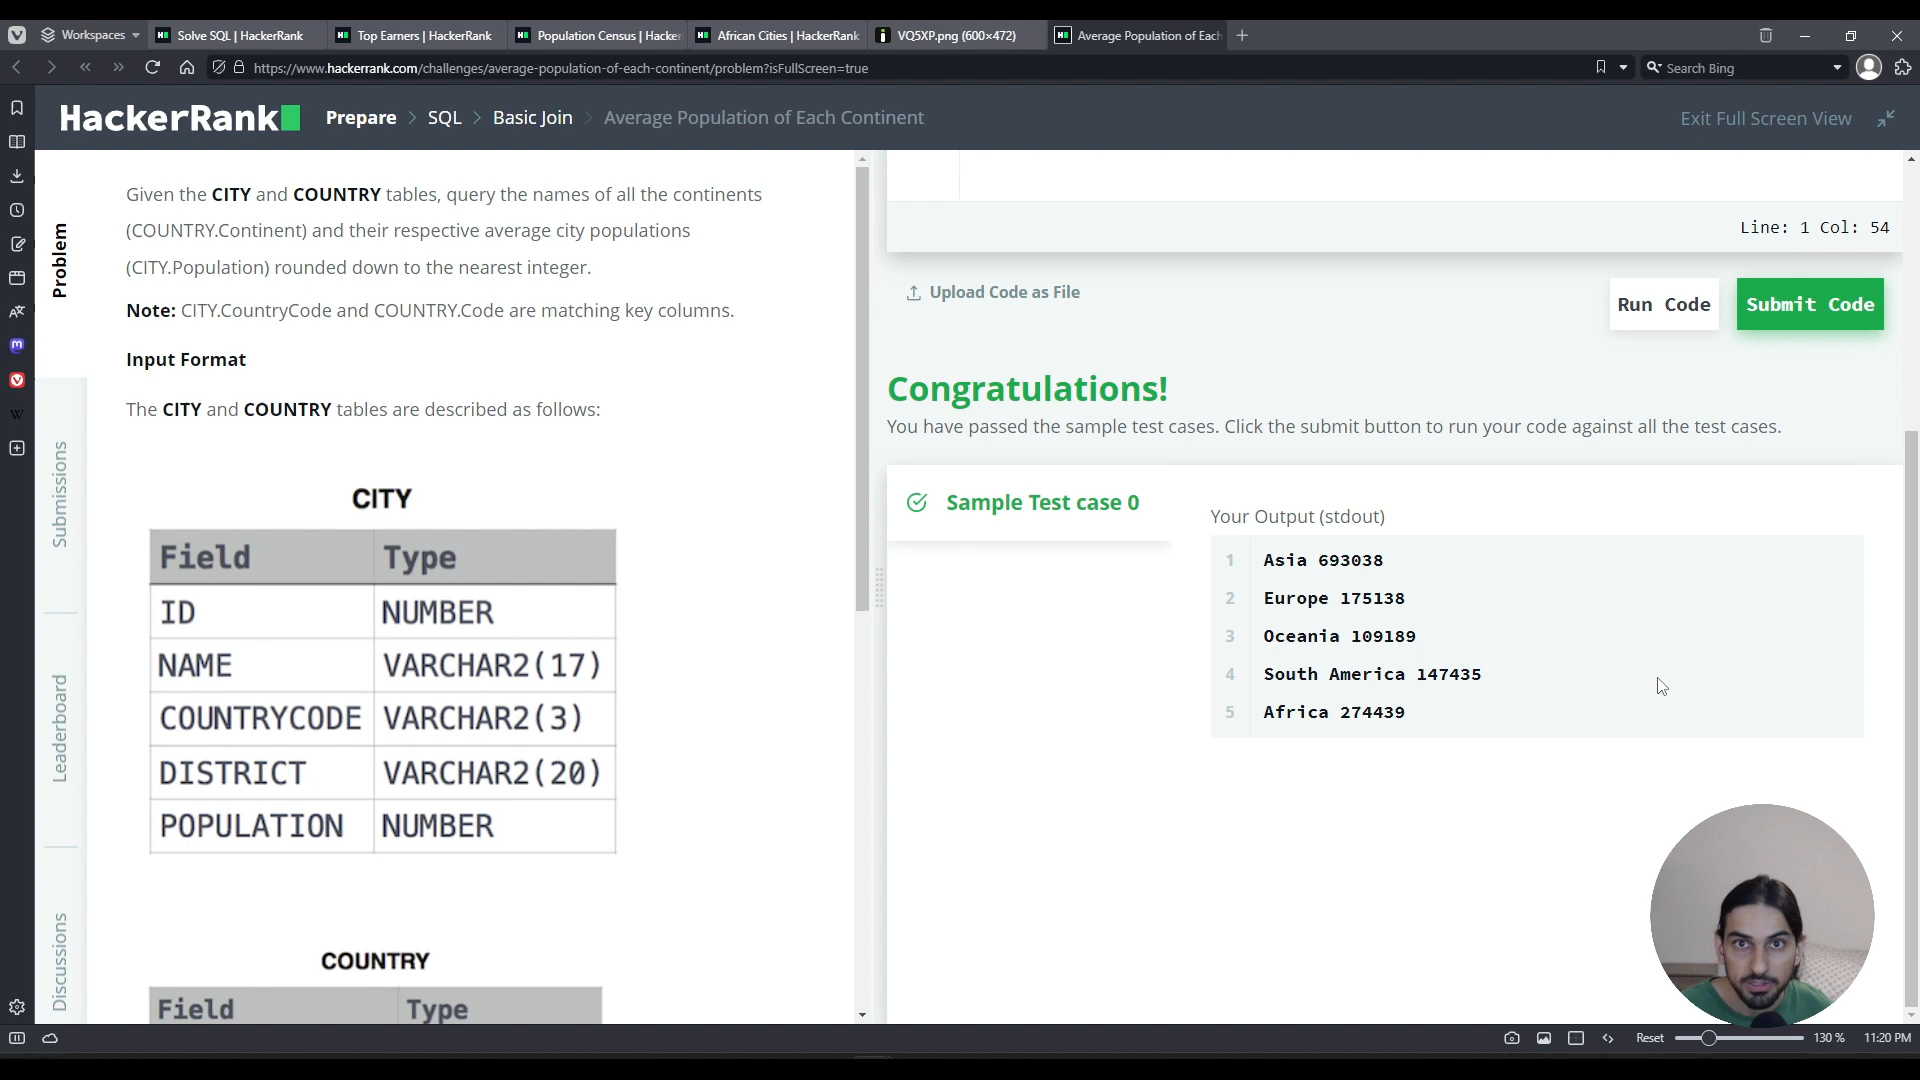 Workspaces
Solve SQL | HackerRank
Top Earners | HackerRank
Population Census | Hacker
African Cities | HackerRank
VQ5XP.png (600×472)
Average Population of Each
https://www.hackerrank.com/challenges/average-population-of-each-continent/problem?isFullScreen=true
Search Bing
HackerRank
Prepare > SQL > Basic Join > Average Population of Each Continent
Exit Full Screen View
Problem
Submissions
Leaderboard
Discussions
Given the CITY and COUNTRY tables, query the names of all the continents
(COUNTRY.Continent) and their respective average city populations
(CITY.Population) rounded down to the nearest integer.
Note: CITY.CountryCode and COUNTRY.Code are matching key columns.
Input Format
The CITY and COUNTRY tables are described as follows:
CITY
Field Type
ID NUMBER
NAME VARCHAR2(17)
COUNTRYCODE VARCHAR2(3)
DISTRICT VARCHAR2(20)
POPULATION NUMBER
COUNTRY
Field Type
Line: 1 Col: 54
Upload Code as File
Run Code
Submit Code
Congratulations!
You have passed the sample test cases. Click the submit button to run your code against all the test cases.
Sample Test case 0
Your Output (stdout)
1 Asia 693038
2 Europe 175138
3 Oceania 109189
4 South America 147435
5 Africa 274439
Reset
130 %
11:20 PM